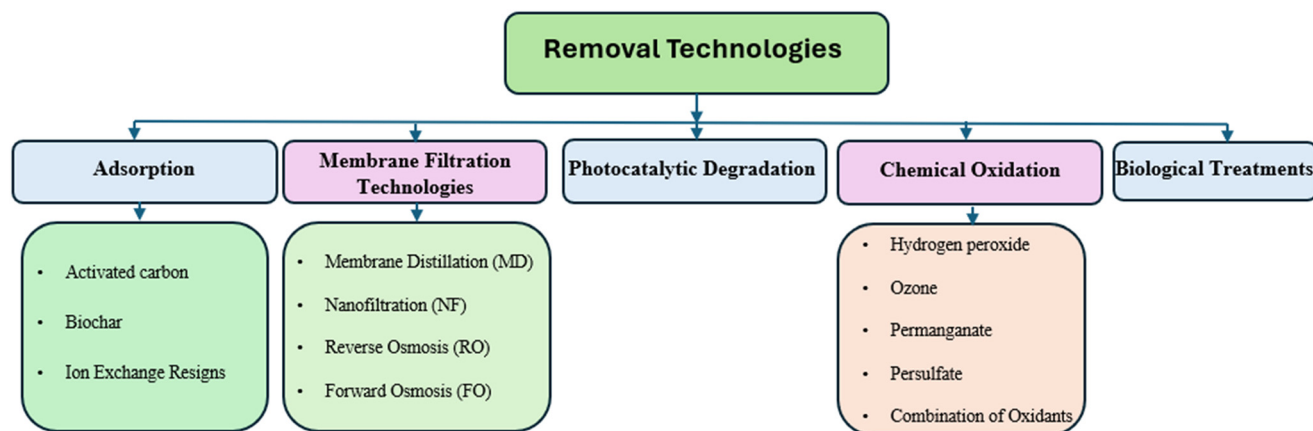 Removal Technologies
Adsorption
Membrane Filtration
Technologies
Photocatalytic Degradation
Chemical Oxidation
Biological Treatments
• Activated carbon
• Biochar
• Ion Exchange Resigns
• Membrane Distillation (MD)
• Nanofiltration (NF)
• Reverse Osmosis (RO)
• Forward Osmosis (FO)
• Hydrogen peroxide
• Ozone
• Permanganate
• Persulfate
• Combination of Oxidants